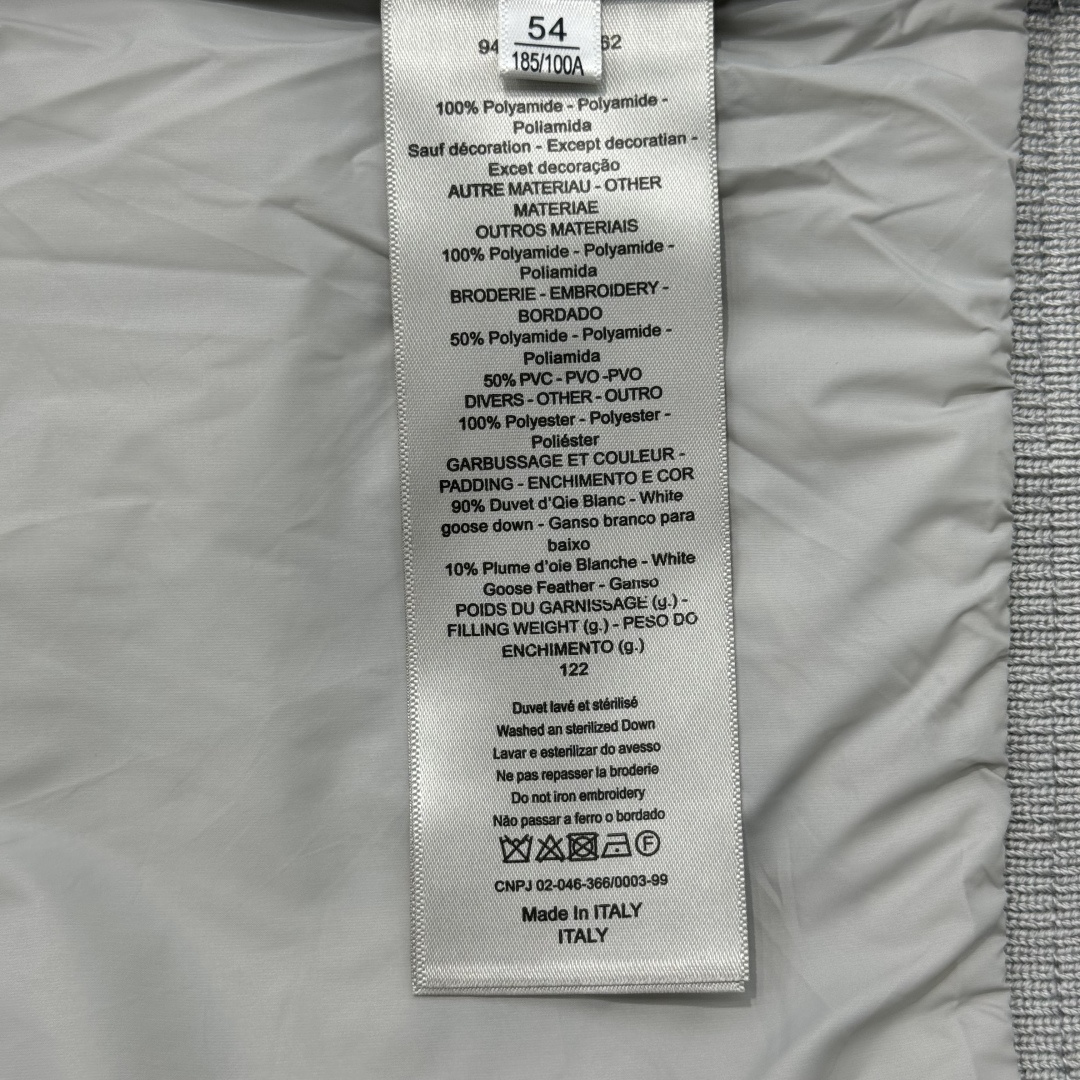 54
94 62
185/100A
100% Polyamide - Polyamide -
Poliamida
Sauf décoration - Except decoratian -
Excet decoração
AUTRE MATERIAU - OTHER
MATERIAE
OUTROS MATERIAIS
100% Polyamide - Polyamide -
Poliamida
BRODERIE - EMBROIDERY -
BORDADO
50% Polyamide - Polyamide -
Poliamida
50% PVC - PVO -PVO
DIVERS - OTHER - OUTRO
100% Polyester - Polyester -
Poliéster
GARBUSSAGE ET COULEUR -
PADDING - ENCHIMENTO E COR
90% Duvet d'Qie Blanc - White
goose down - Ganso branco para
baixo
10% Plume d'oie Blanche - White
Goose Feather - Ganso
POIDS DU GARNISSAGE (g.) -
FILLING WEIGHT (g.) - PESO DO
ENCHIMENTO (g.)
122
Duvet lavé et stérilisé
Washed an sterilized Down
Lavar e esterilizar do avesso
Ne pas repasser la broderie
Do not iron embroidery
Não passar a ferro o bordado
F
CNPJ 02-046-366/0003-99
Made In ITALY
ITALY